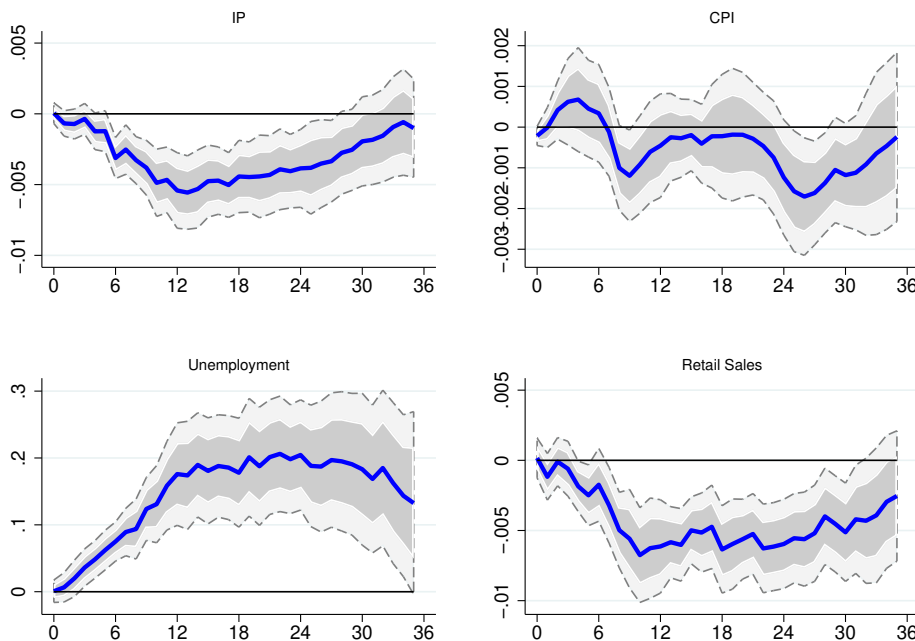 IP
.005
0
-.005
-.01
0 6 12 18 24 30 36
CPI
.002
.001
0
-.001
-.002
-.003
0 6 12 18 24 30 36
Unemployment
.3
.2
.1
0
0 6 12 18 24 30 36
Retail Sales
.005
0
-.005
-.01
0 6 12 18 24 30 36